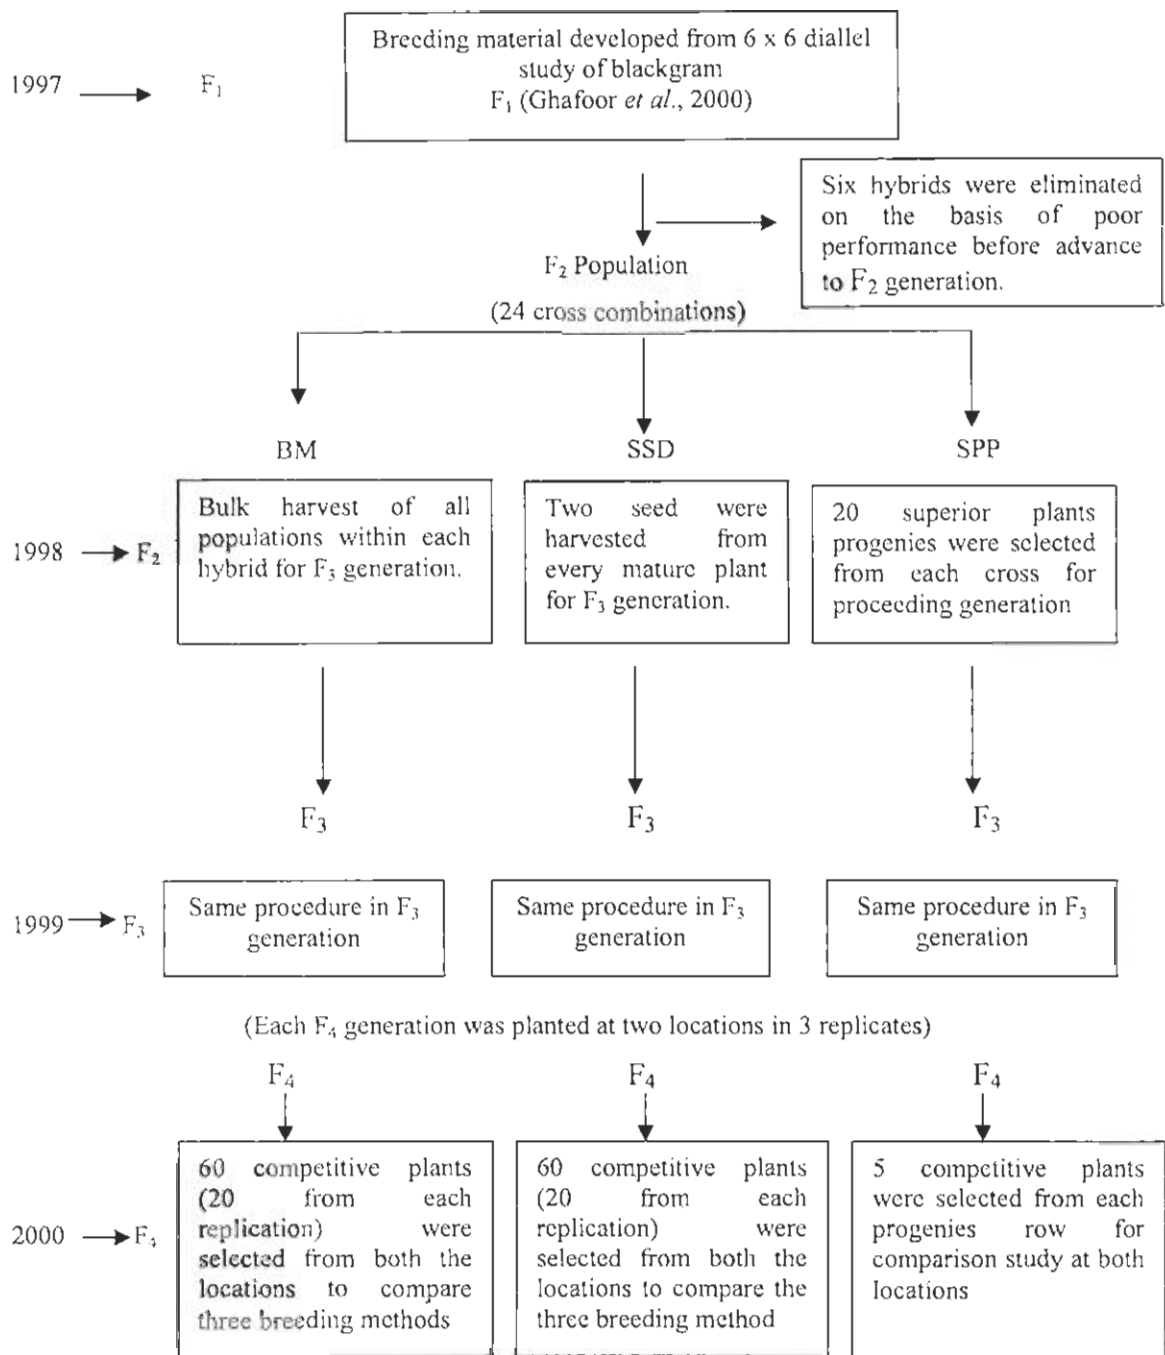 Breeding material developed from 6 x 6 diallel
study of blackgram
F₁ (Ghafoor et al., 2000)
1997
F₁
Six hybrids were eliminated
on the basis of poor
performance before advance
to F₂ generation.
F₂ Population
(24 cross combinations)
BM
SSD
SPP
1998
F₂
Bulk harvest of all
populations within each
hybrid for F₃ generation.
Two seed were
harvested from
every mature plant
for F₃ generation.
20 superior plants
progenies were selected
from each cross for
proceeding generation
F₃
F₃
F₃
1999
F₃
Same procedure in F₃
generation
Same procedure in F₃
generation
Same procedure in F₃
generation
(Each F₄ generation was planted at two locations in 3 replicates)
F₄
F₄
F₄
2000
F₄
60 competitive plants
(20 from each
replication) were
selected from both the
locations to compare
three breeding methods
60 competitive plants
(20 from each
replication) were
selected from both the
locations to compare the
three breeding method
5 competitive plants
were selected from each
progenies row for
comparison study at both
locations